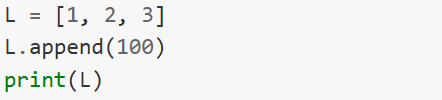 L = [1, 2, 3]
L.append(100)
print(L)